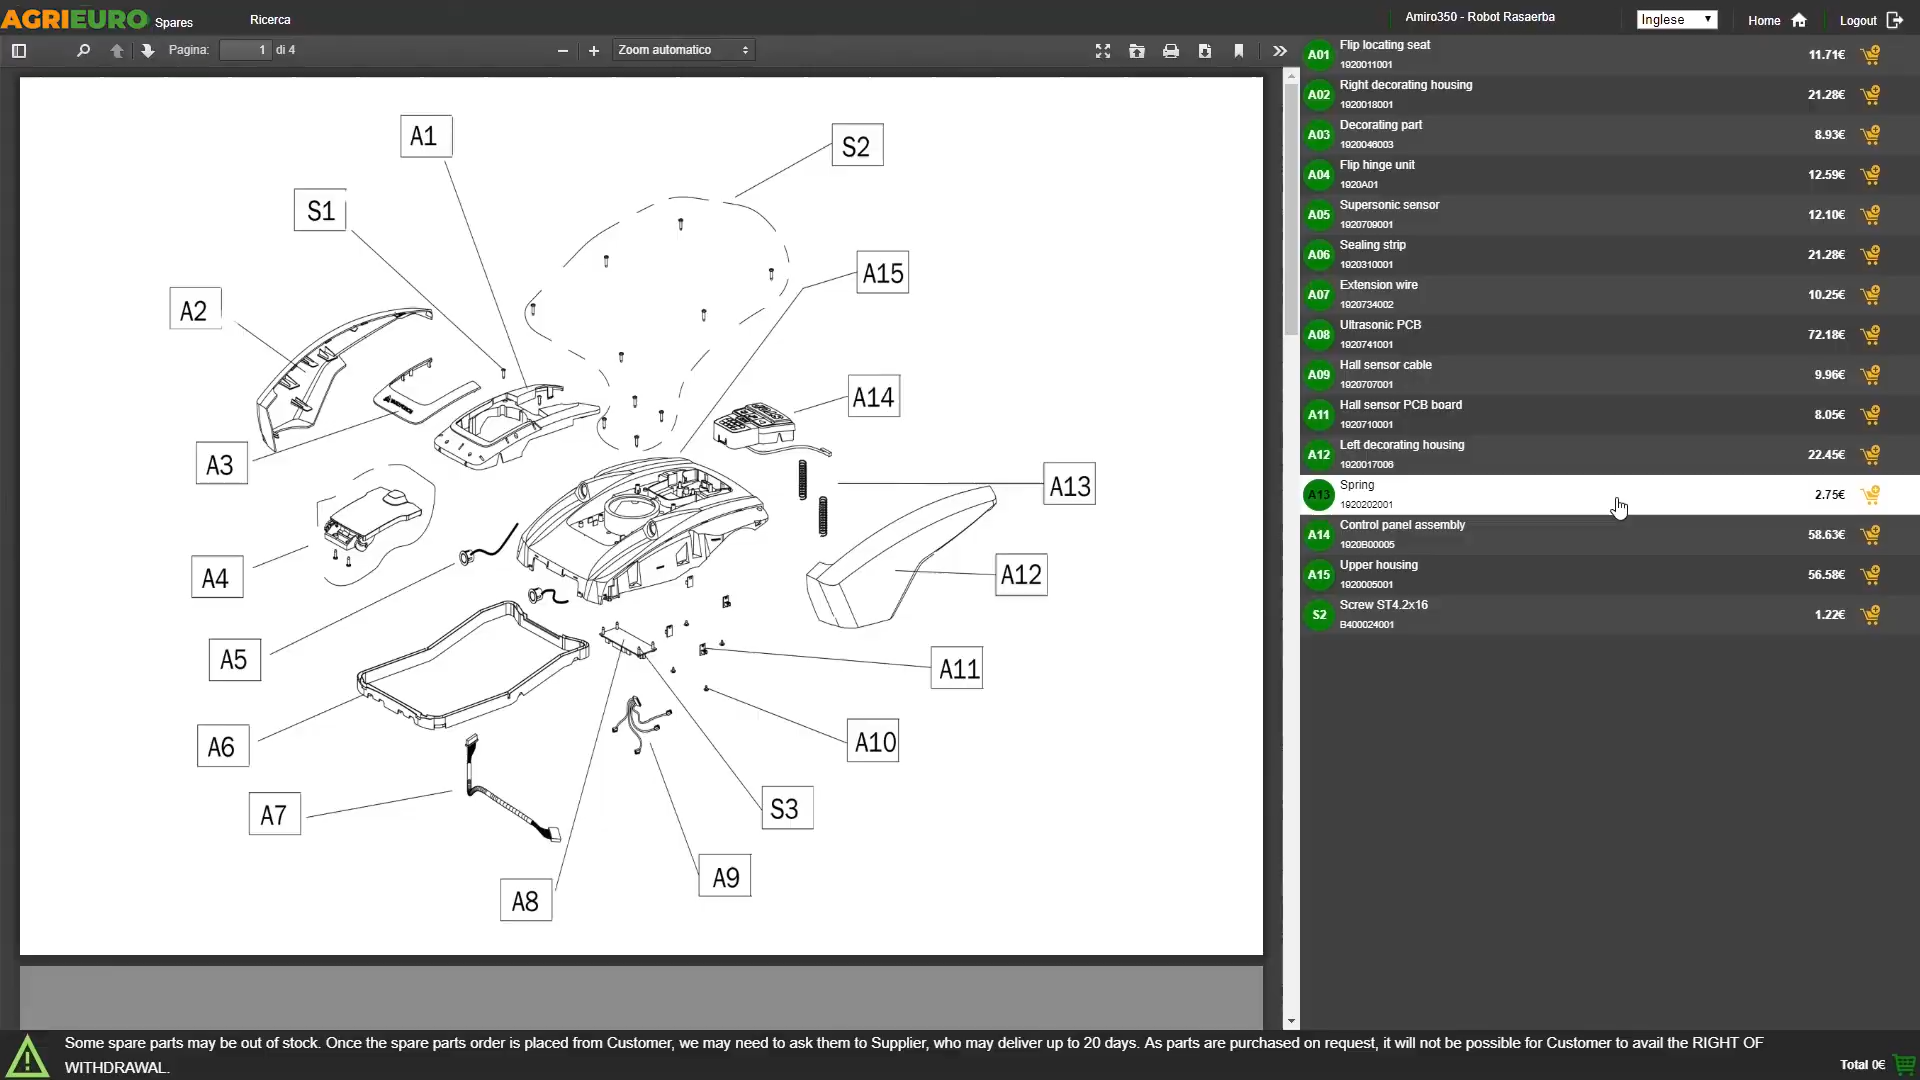 AGRIEURO Spares
Ricerca
Amiro350 - Robot Rasaerba
Inglese
Home
Logout
Pagina: 1 di 4
Zoom automatico
A1
S2
S1
A15
A2
A14
A3
A13
A4
A12
A5
A11
A6
A10
A7
S3
A9
A8
A01 Flip locating seat 11.71€
1920011001
A02 Right decorating housing 21.28€
1920018001
A03 Decorating part 8.93€
1920046003
A04 Flip hinge unit 12.59€
1920A01
A05 Supersonic sensor 12.10€
1920709001
A06 Sealing strip 21.28€
1920310001
A07 Extension wire 10.25€
1920734002
A08 Ultrasonic PCB 72.18€
1920741001
A09 Hall sensor cable 9.96€
1920707001
A11 Hall sensor PCB board 8.05€
1920710001
A12 Left decorating housing 22.45€
1920017006
A13 Spring 2.75€
1920202001
A14 Control panel assembly 58.63€
1920B00005
A15 Upper housing 56.58€
1920005001
S2 Screw ST4.2x16 1.22€
B400024001
Some spare parts may be out of stock. Once the spare parts order is placed from Customer, we may need to ask them to Supplier, who may deliver up to 20 days. As parts are purchased on request, it will not be possible for Customer to avail the RIGHT OF
WITHDRAWAL.
Total 0€